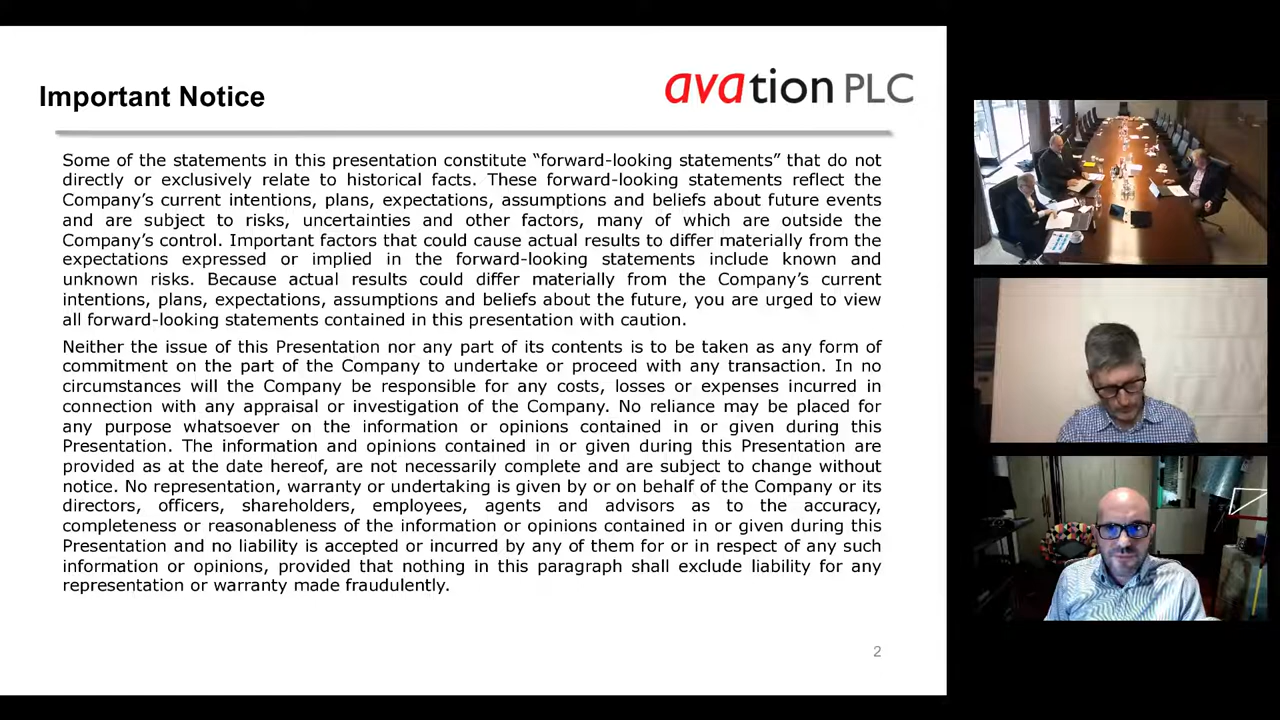 Important Notice
avation PLC
Some of the statements in this presentation constitute “forward-looking statements” that do not
directly or exclusively relate to historical facts. These forward-looking statements reflect the
Company’s current intentions, plans, expectations, assumptions and beliefs about future events
and are subject to risks, uncertainties and other factors, many of which are outside the
Company’s control. Important factors that could cause actual results to differ materially from the
expectations expressed or implied in the forward-looking statements include known and
unknown risks. Because actual results could differ materially from the Company’s current
intentions, plans, expectations, assumptions and beliefs about the future, you are urged to view
all forward-looking statements contained in this presentation with caution.
Neither the issue of this Presentation nor any part of its contents is to be taken as any form of
commitment on the part of the Company to undertake or proceed with any transaction. In no
circumstances will the Company be responsible for any costs, losses or expenses incurred in
connection with any appraisal or investigation of the Company. No reliance may be placed for
any purpose whatsoever on the information or opinions contained in or given during this
Presentation. The information and opinions contained in or given during this Presentation are
provided as at the date hereof, are not necessarily complete and are subject to change without
notice. No representation, warranty or undertaking is given by or on behalf of the Company or its
directors, officers, shareholders, employees, agents and advisors as to the accuracy,
completeness or reasonableness of the information or opinions contained in or given during this
Presentation and no liability is accepted or incurred by any of them for or in respect of any such
information or opinions, provided that nothing in this paragraph shall exclude liability for any
representation or warranty made fraudulently.
2